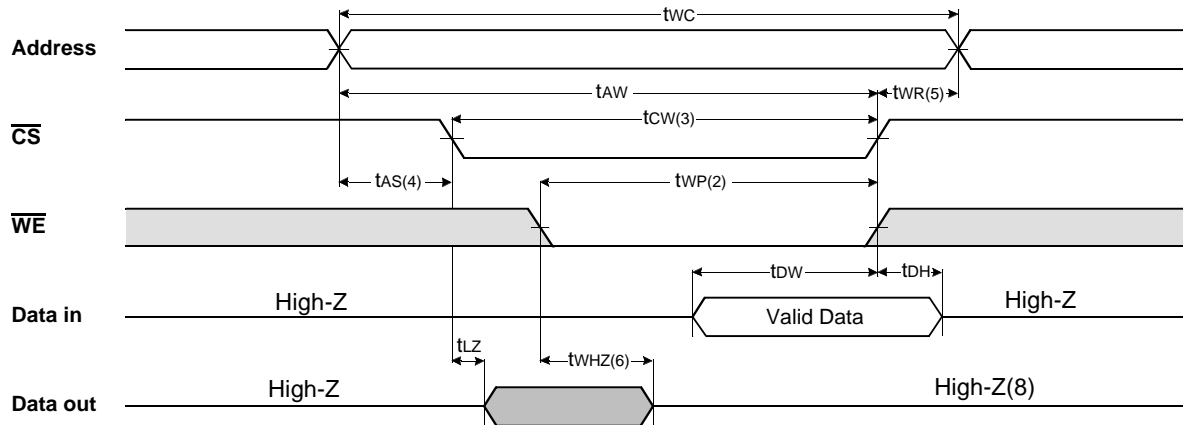 tWC
Address
tAW
tWR(5)
tCW(3)
CS
tAS(4)
tWP(2)
WE
tDW
tDH
High-Z
High-Z
Data in
Valid Data
tLZ
tWHZ(6)
High-Z
High-Z(8)
Data out